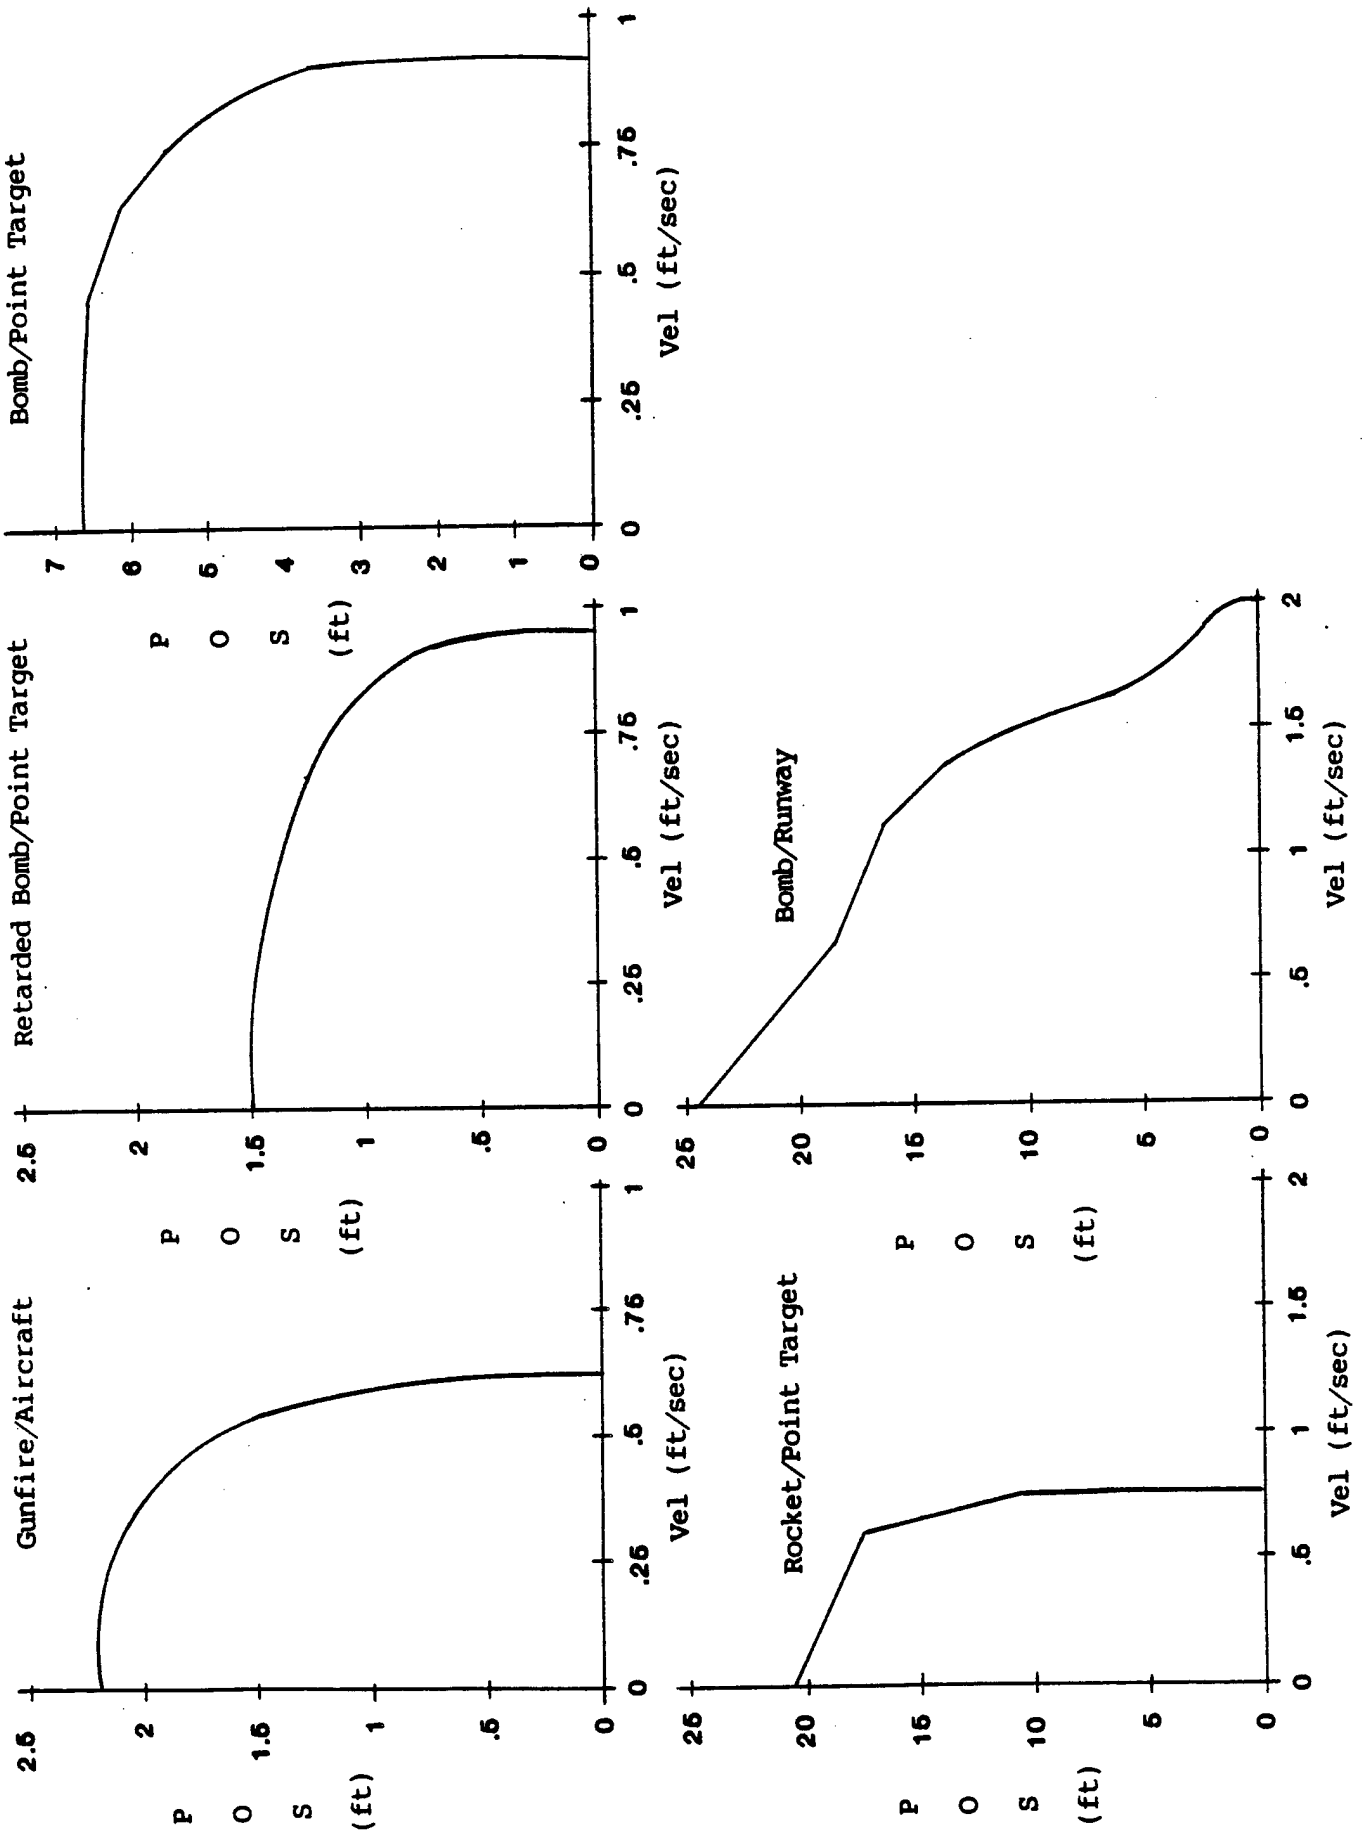 Gunfire/Aircraft
2.5
2
1.5
1
.5
0
P
O
S
(ft)
0
.25
.5
.75
1
Vel (ft/sec)
Retarded Bomb/Point Target
2.5
2
1.5
1
.5
0
P
O
S
(ft)
0
.25
.5
.75
1
Vel (ft/sec)
Bomb/Point Target
7
6
5
4
3
2
1
0
P
O
S
(ft)
0
.25
.5
.75
1
Vel (ft/sec)
Rocket/Point Target
25
20
15
10
5
0
P
O
S
(ft)
0
.5
1
1.5
2
Vel (ft/sec)
Bomb/Runway
25
20
15
10
5
0
P
O
S
(ft)
0
.5
1
1.5
2
Vel (ft/sec)